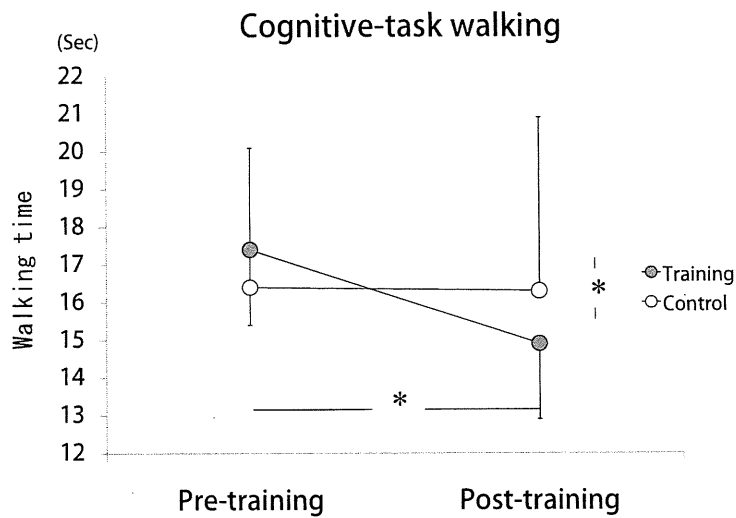 Cognitive-task walking
(Sec)
22
21
20
19
18
17
16
15
14
13
12
Walking time
*
*
Training
Control
Pre-training
Post-training